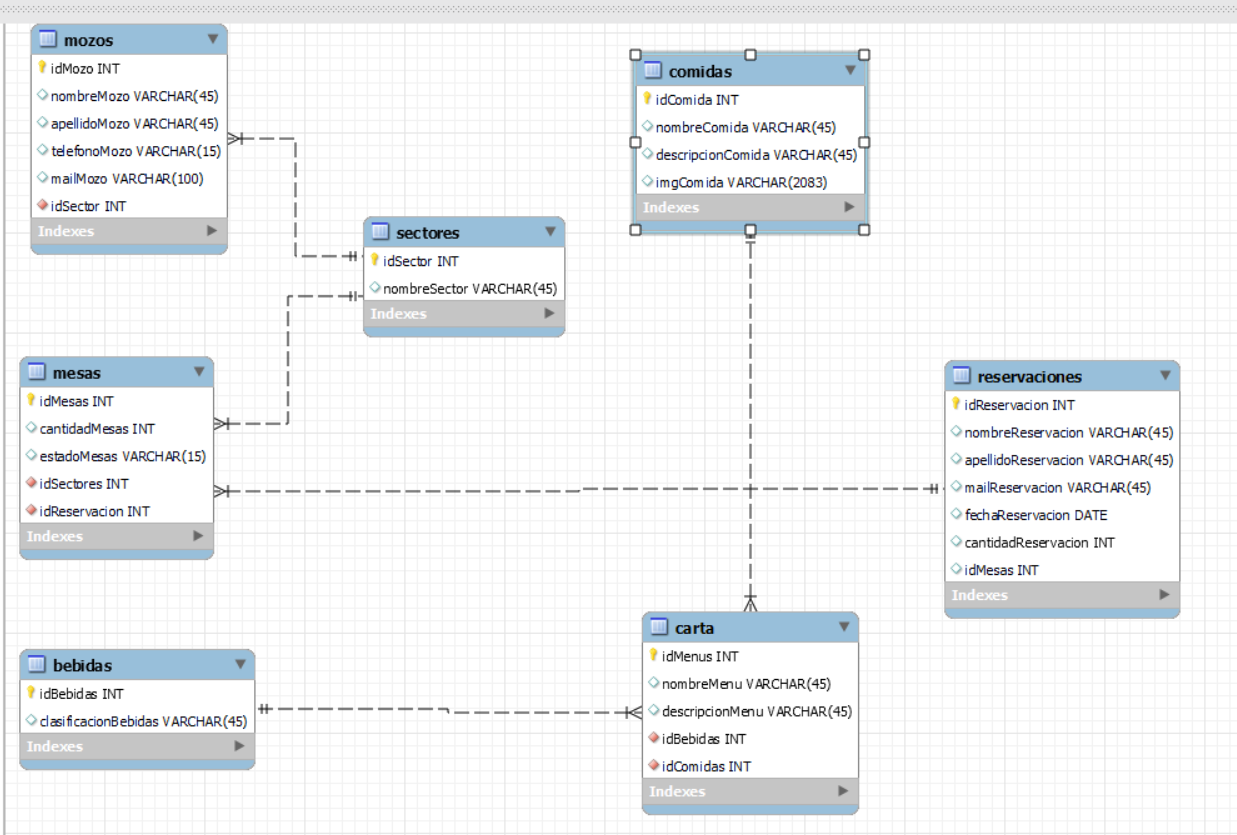 mozos
idMozo INT
nombreMozo VARCHAR(45)
apellidoMozo VARCHAR(45)
telefonoMozo VARCHAR(15)
mailMozo VARCHAR(100)
idSector INT
Indexes
comidas
idComida INT
nombreComida VARCHAR(45)
descripcionComida VARCHAR(45)
imgComida VARCHAR(2083)
Indexes
sectores
idSector INT
nombreSector VARCHAR(45)
Indexes
mesas
idMesas INT
cantidadMesas INT
estadoMesas VARCHAR(15)
idSectores INT
idReservacion INT
Indexes
reservaciones
idReservacion INT
nombreReservacion VARCHAR(45)
apellidoReservacion VARCHAR(45)
mailReservacion VARCHAR(45)
fechaReservacion DATE
cantidadReservacion INT
idMesas INT
Indexes
bebidas
idBebidas INT
clasificacionBebidas VARCHAR(45)
Indexes
carta
idMenus INT
nombreMenu VARCHAR(45)
descripcionMenu VARCHAR(45)
idBebidas INT
idComidas INT
Indexes